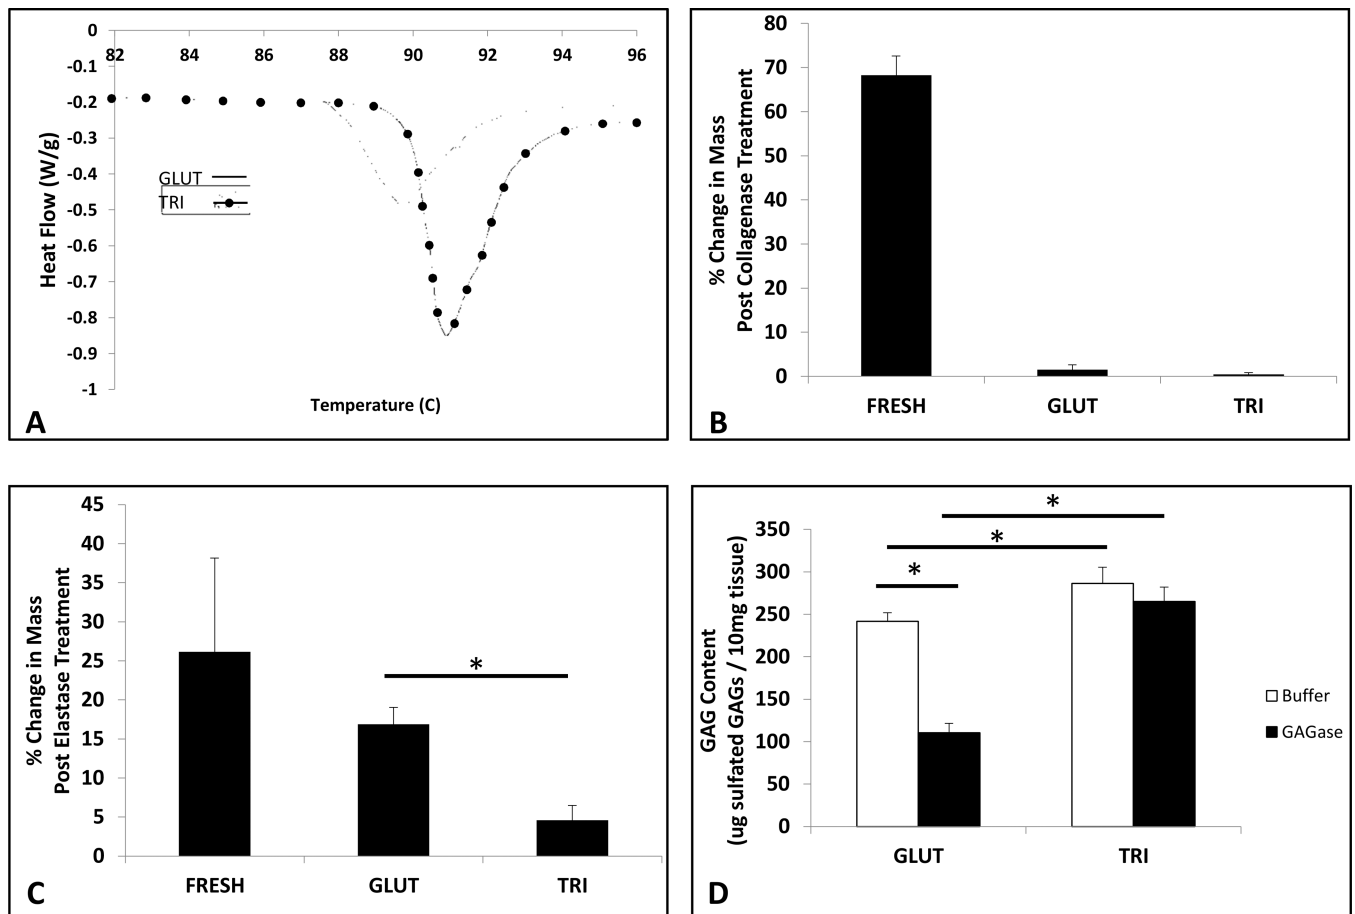 0
82 84 86 88 90 92 94 96
-0.1
-0.2
-0.3
-0.4
-0.5
-0.6
-0.7
-0.8
-0.9
-1
Heat Flow (W/g)
GLUT
TRI
Temperature (C)
A
80
70
60
50
40
30
20
10
0
% Change in Mass
Post Collagenase Treatment
FRESH GLUT TRI
B
45
40
35
30
25
20
15
10
5
0
% Change in Mass
Post Elastase Treatment
*
FRESH GLUT TRI
C
350
300
250
200
150
100
50
0
GAG Content
(ug sulfated GAGs / 10mg tissue)
*
*
*
Buffer
GAGase
GLUT TRI
D